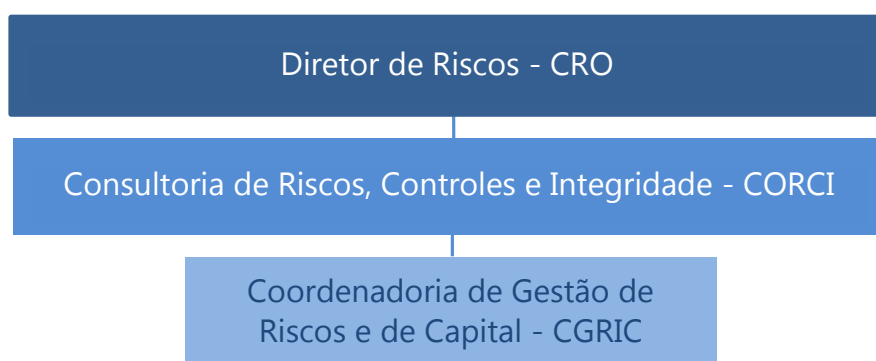 Diretor de Riscos - CRO
Consultoria de Riscos, Controles e Integridade - CORCI
Coordenadoria de Gestão de
Riscos e de Capital - CGRIC